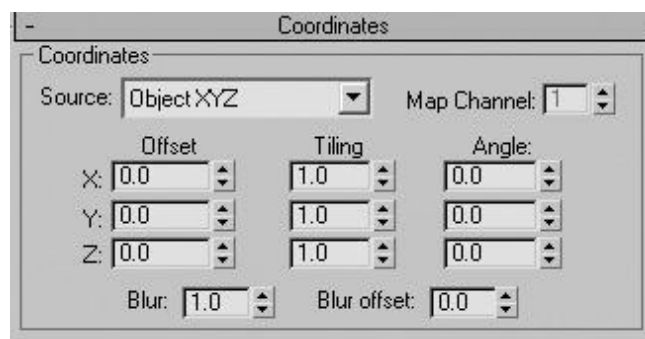 - Coordinates
Coordinates
Source: Object XYZ Map Channel: 1
Offset Tiling Angle:
X: 0.0 1.0 0.0
Y: 0.0 1.0 0.0
Z: 0.0 1.0 0.0
Blur: 1.0 Blur offset: 0.0